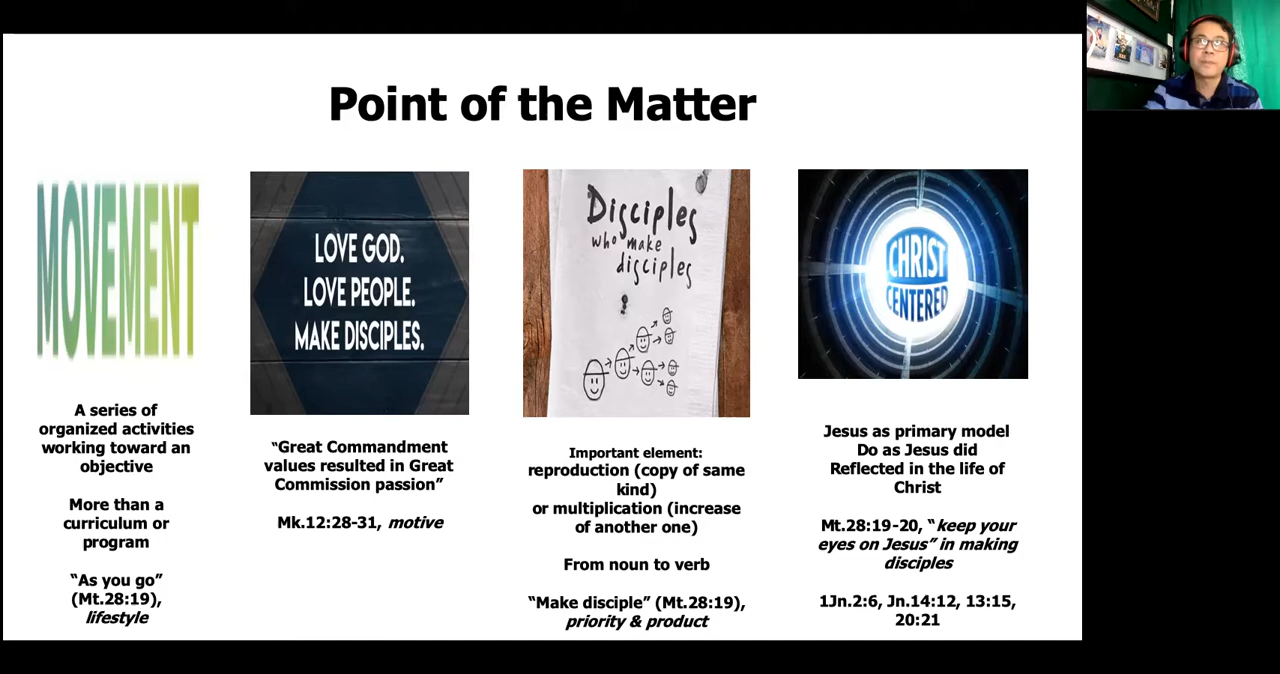 Point of the Matter
MOVEMENT
A series of
organized activities
working toward an
objective
More than a
curriculum or
program
“As you go”
(Mt.28:19),
lifestyle
LOVE GOD.
LOVE PEOPLE.
MAKE DISCIPLES.
“Great Commandment
values resulted in Great
Commission passion”
Mk.12:28-31, motive
Disciples
who make
disciples
Important element:
reproduction (copy of same
kind)
or multiplication (increase
of another one)
From noun to verb
“Make disciple” (Mt.28:19),
priority & product
CHRIST
CENTERED
Jesus as primary model
Do as Jesus did
Reflected in the life of
Christ
Mt.28:19-20, “keep your
eyes on Jesus” in making
disciples
1Jn.2:6, Jn.14:12, 13:15,
20:21